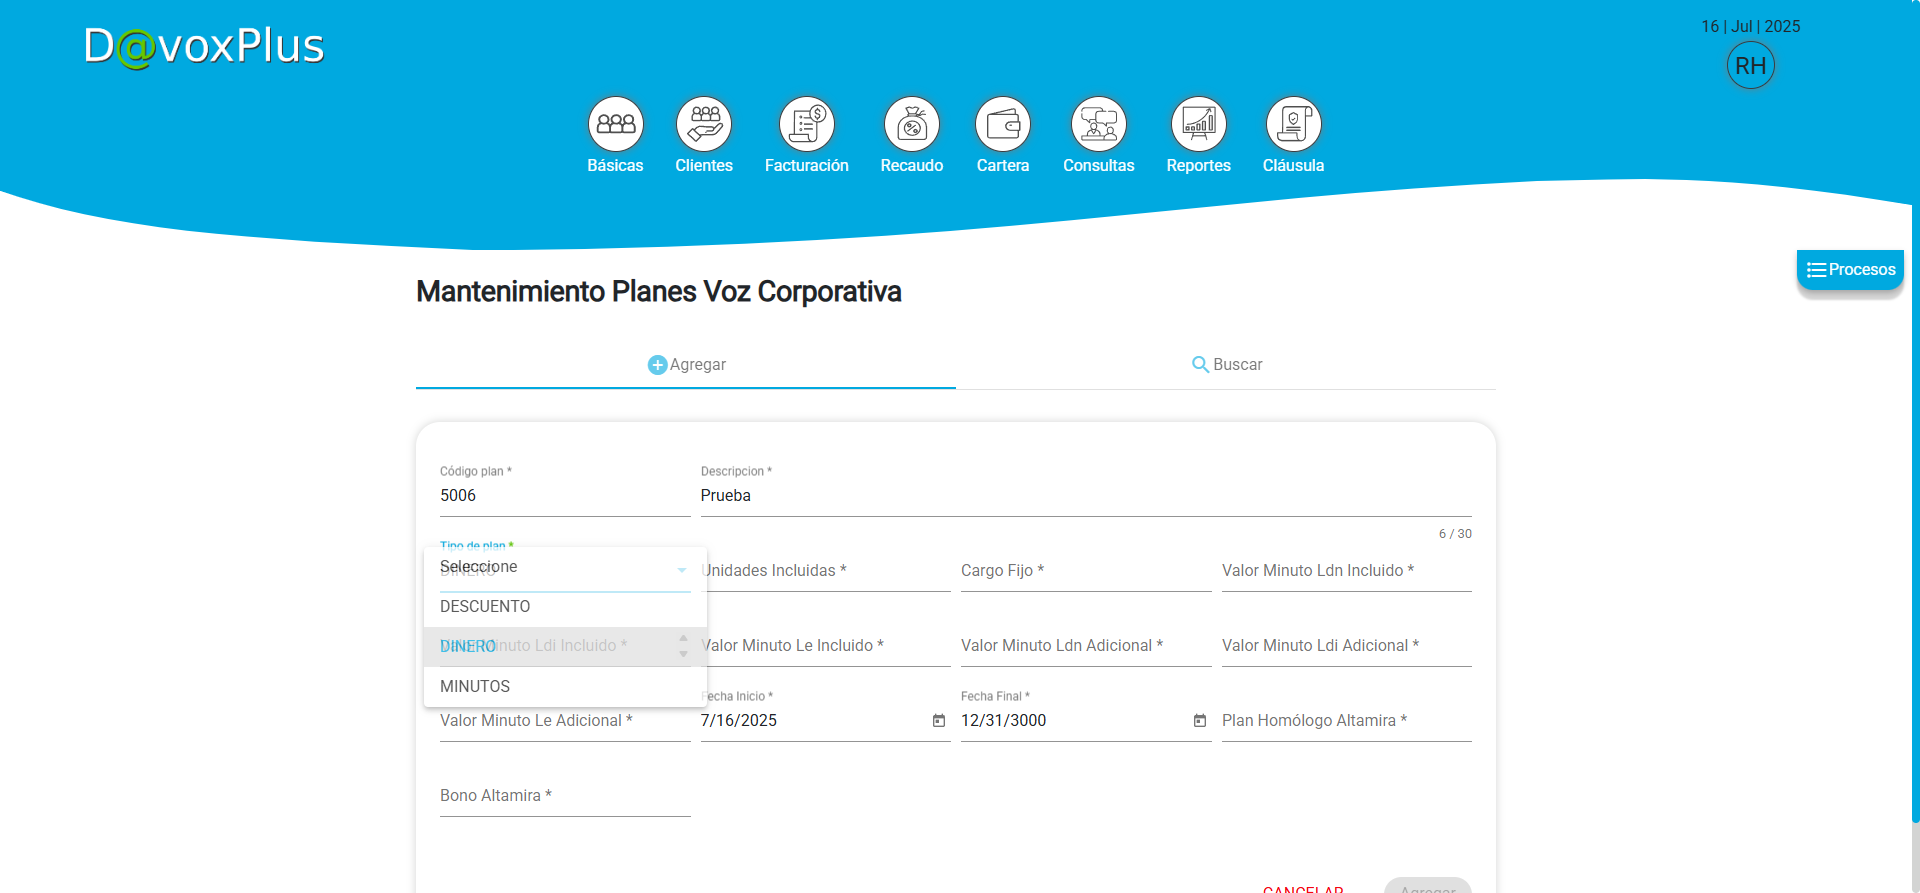 D@voxPlus
16 | Jul | 2025
RH
Básicas
Clientes
Facturación
Recaudo
Cartera
Consultas
Reportes
Cláusula
Procesos
Mantenimiento Planes Voz Corporativa
Agregar
Buscar
Código plan *
5006
Descripcion *
Prueba
6 / 30
Tipo de plan *
DINERO
Seleccione
DESCUENTO
DINERO
MINUTOS
Unidades Incluidas *
Cargo Fijo *
Valor Minuto Ldn Incluido *
Valor Minuto Ldi Incluido *
Valor Minuto Le Incluido *
Valor Minuto Ldn Adicional *
Valor Minuto Ldi Adicional *
Valor Minuto Le Adicional *
Fecha Inicio *
7/16/2025
Fecha Final *
12/31/3000
Plan Homólogo Altamira *
Bono Altamira *
CANCELAR
Agregar